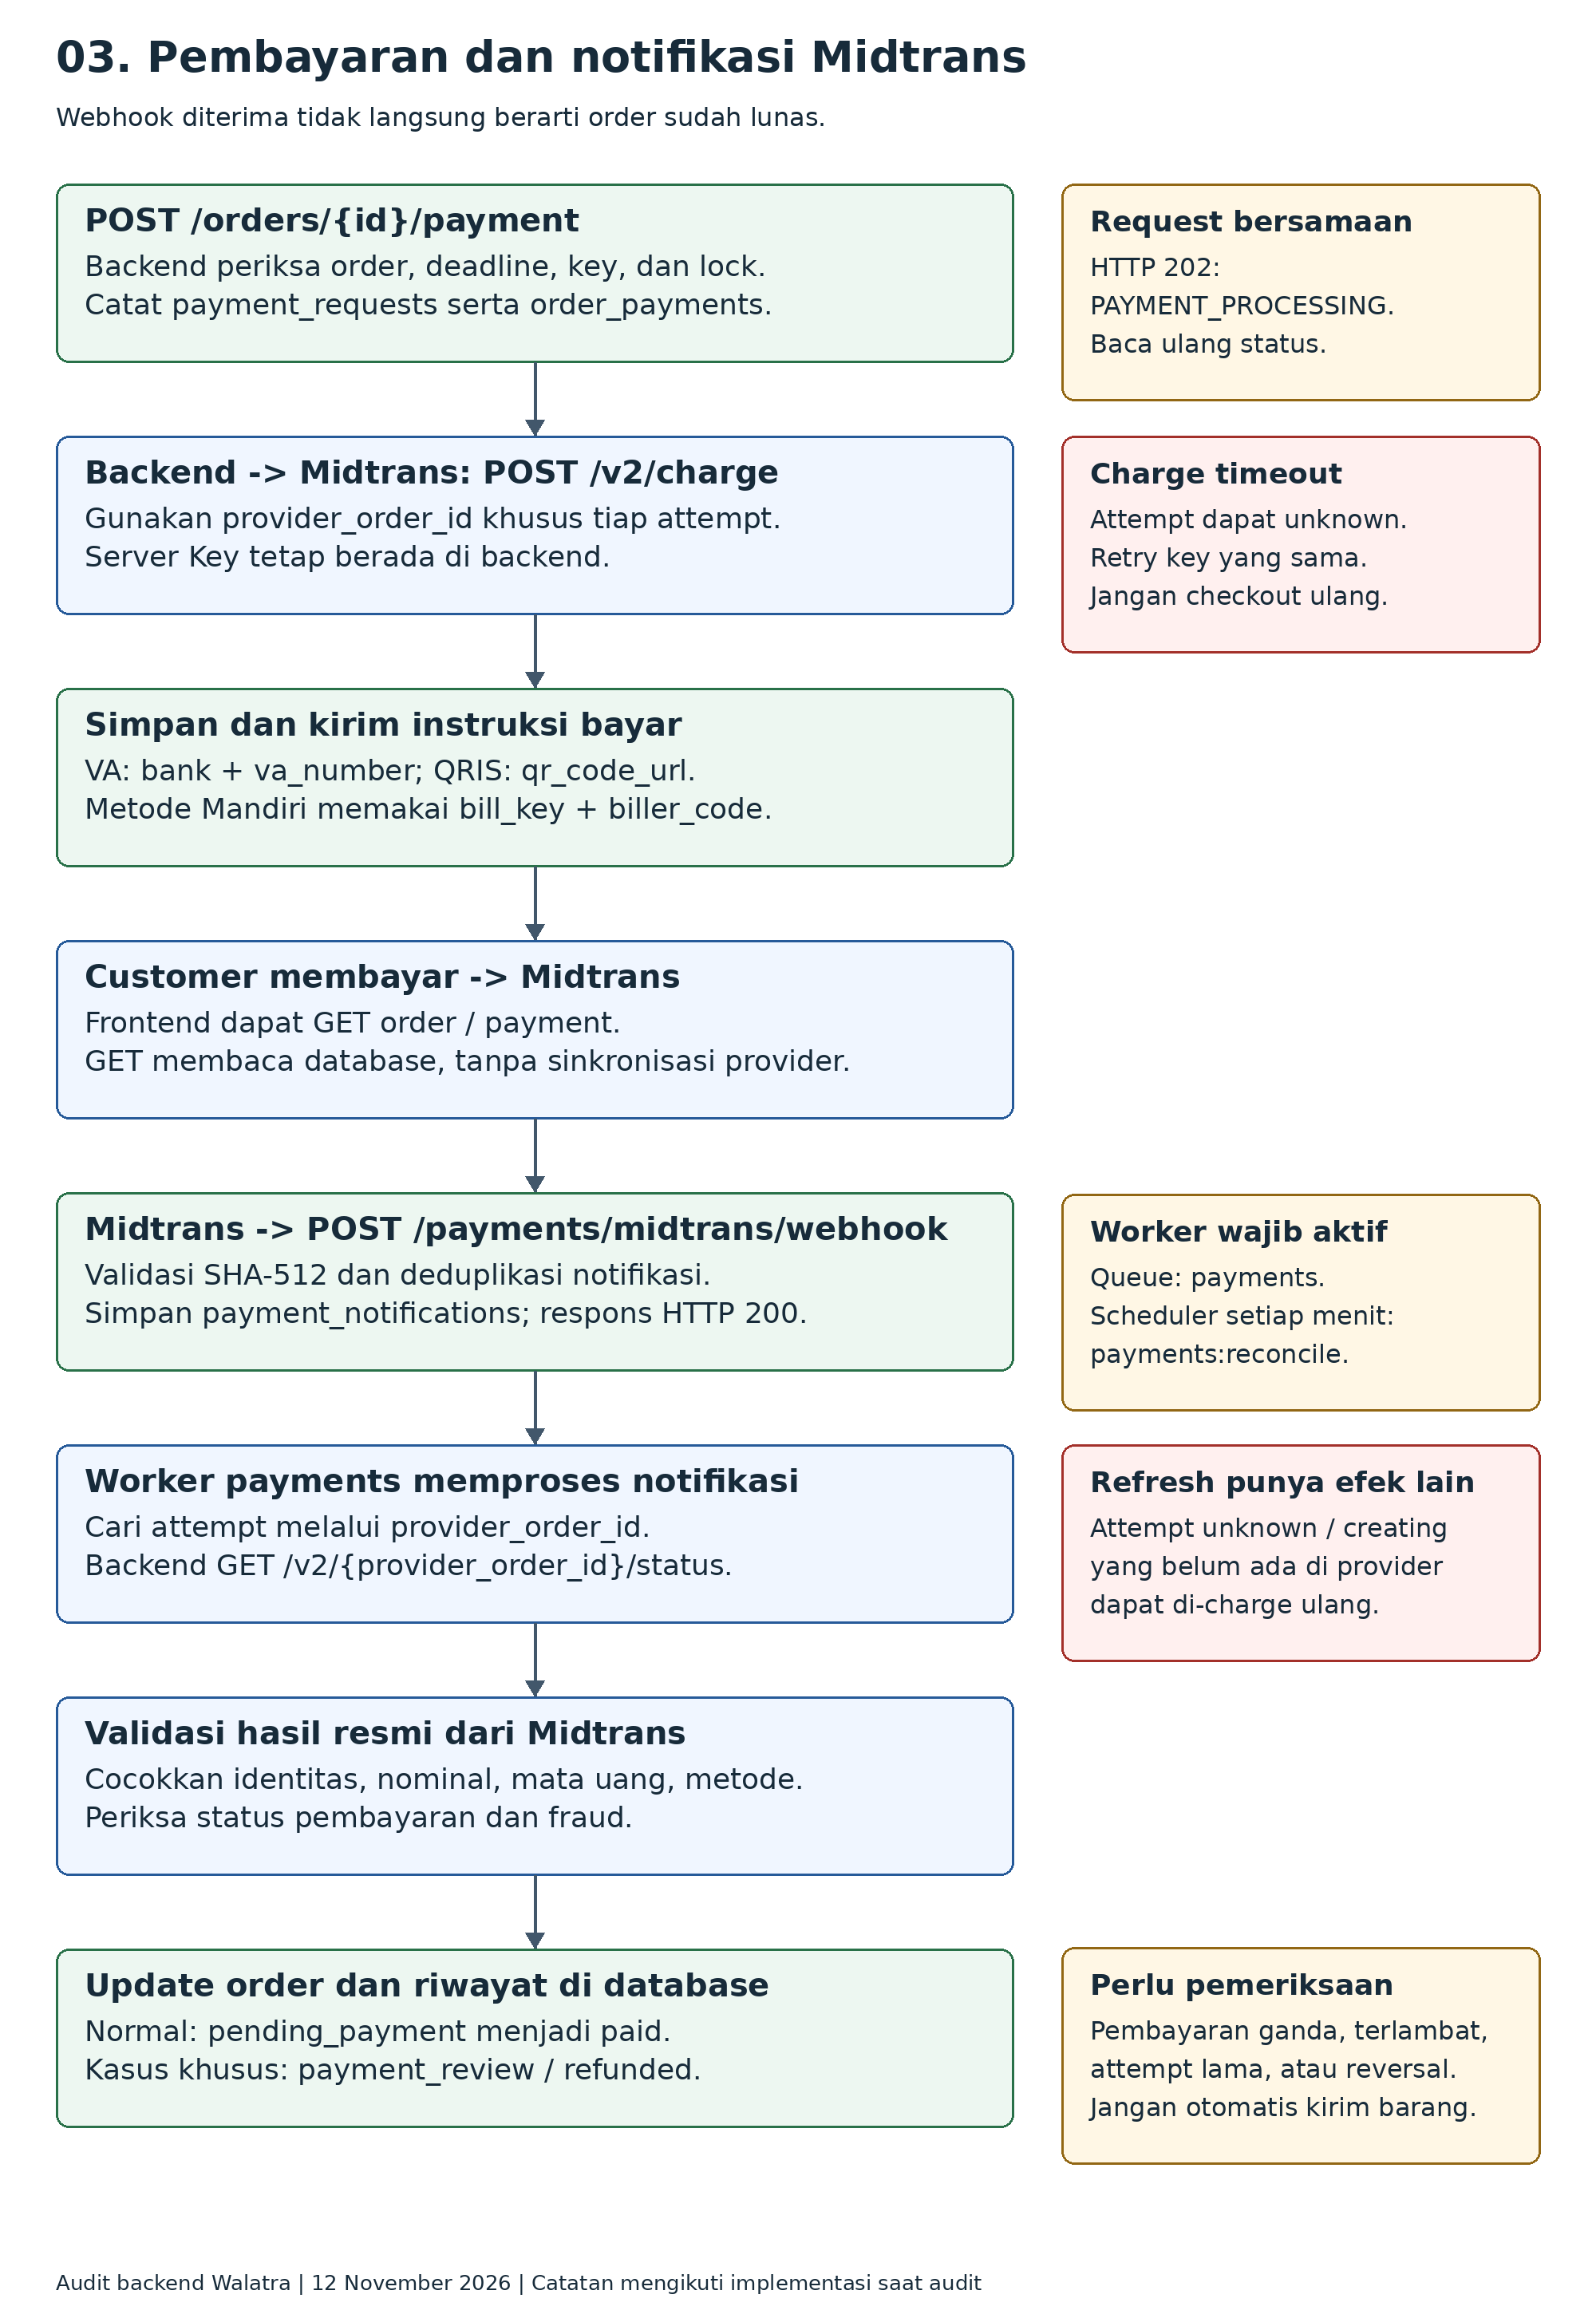 03. Pembayaran dan notifikasi Midtrans
Webhook diterima tidak langsung berarti order sudah lunas.
POST /orders/{id}/payment
Backend periksa order, deadline, key, dan lock.
Catat payment_requests serta order_payments.
Request bersamaan
HTTP 202:
PAYMENT_PROCESSING.
Baca ulang status.
Backend -> Midtrans: POST /v2/charge
Gunakan provider_order_id khusus tiap attempt.
Server Key tetap berada di backend.
Charge timeout
Attempt dapat unknown.
Retry key yang sama.
Jangan checkout ulang.
Simpan dan kirim instruksi bayar
VA: bank + va_number; QRIS: qr_code_url.
Metode Mandiri memakai bill_key + biller_code.
Customer membayar -> Midtrans
Frontend dapat GET order / payment.
GET membaca database, tanpa sinkronisasi provider.
Midtrans -> POST /payments/midtrans/webhook
Validasi SHA-512 dan deduplikasi notifikasi.
Simpan payment_notifications; respons HTTP 200.
Worker wajib aktif
Queue: payments.
Scheduler setiap menit:
payments:reconcile.
Worker payments memproses notifikasi
Cari attempt melalui provider_order_id.
Backend GET /v2/{provider_order_id}/status.
Refresh punya efek lain
Attempt unknown / creating
yang belum ada di provider
dapat di-charge ulang.
Validasi hasil resmi dari Midtrans
Cocokkan identitas, nominal, mata uang, metode.
Periksa status pembayaran dan fraud.
Update order dan riwayat di database
Normal: pending_payment menjadi paid.
Kasus khusus: payment_review / refunded.
Perlu pemeriksaan
Pembayaran ganda, terlambat,
attempt lama, atau reversal.
Jangan otomatis kirim barang.
Audit backend Walatra | 12 November 2026 | Catatan mengikuti implementasi saat audit